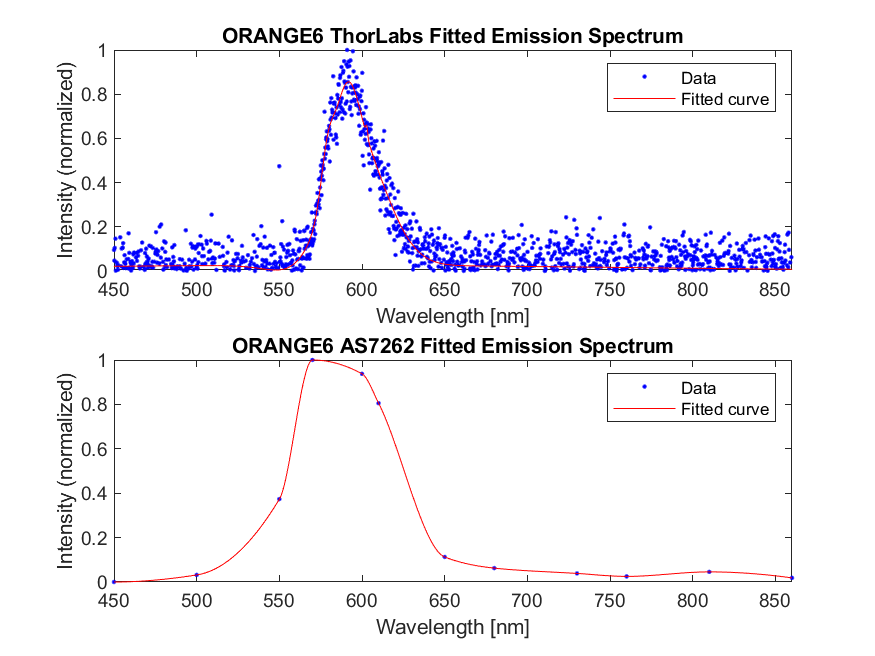 ORANGE6 ThorLabs Fitted Emission Spectrum
1
0.8
0.6
0.4
0.2
0
Intensity (normalized)
Data
Fitted curve
450 500 550 600 650 700 750 800 850
Wavelength [nm]
ORANGE6 AS7262 Fitted Emission Spectrum
1
0.8
0.6
0.4
0.2
0
Intensity (normalized)
Data
Fitted curve
450 500 550 600 650 700 750 800 850
Wavelength [nm]